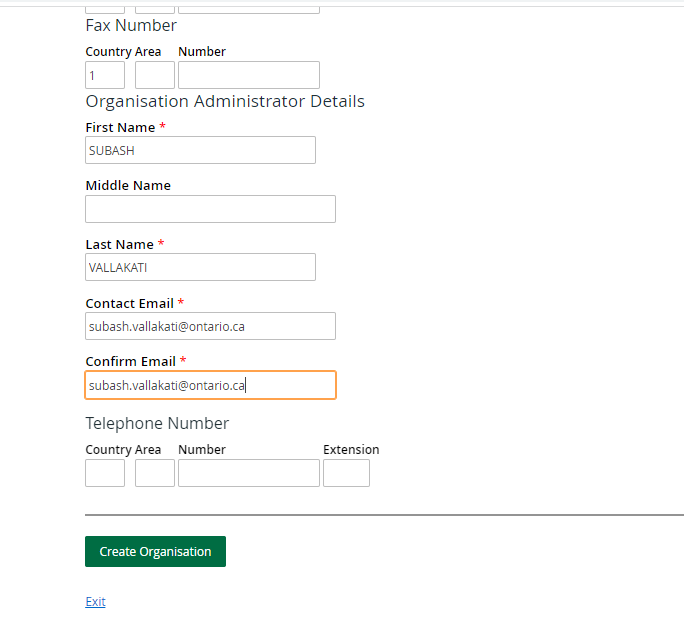 Fax Number
Country Area Number
1
Organisation Administrator Details
First Name *
SUBASH
Middle Name
Last Name *
VALLAKATI
Contact Email *
subash.vallakati@ontario.ca
Confirm Email *
subash.vallakati@ontario.ca
Telephone Number
Country Area Number Extension
Create Organisation
Exit